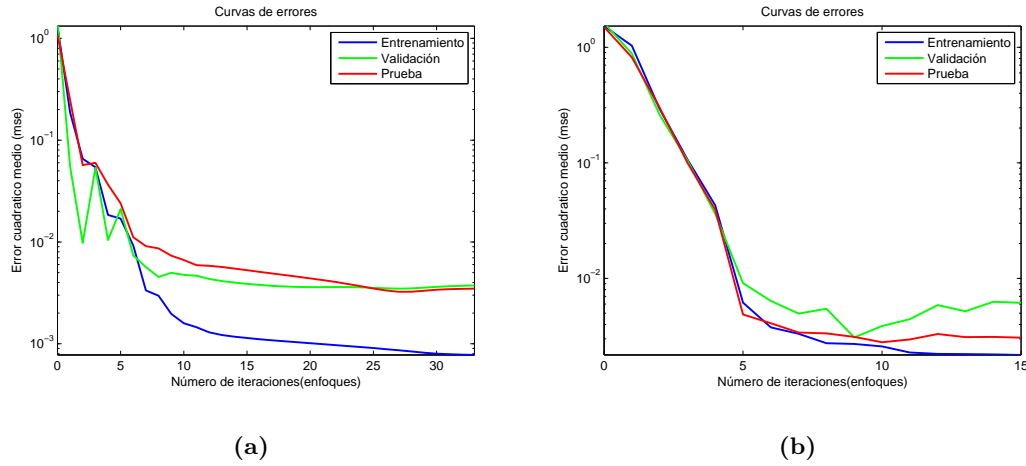 Curvas de errores
Error cuadratico medio (mse)
10^0
10^-1
10^-2
10^-3
Entrenamiento
Validación
Prueba
0 5 10 15 20 25 30
Número de iteraciones(enfoques)
(a)
Curvas de errores
Error cuadratico medio (mse)
10^0
10^-1
10^-2
Entrenamiento
Validación
Prueba
0 5 10 15
Número de iteraciones(enfoques)
(b)